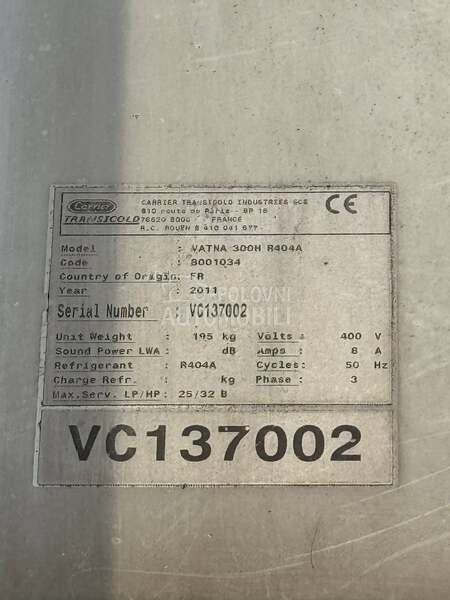 Carrier
TRANSICOLD
CARRIER TRANSICOLD INDUSTRIES SCS
810 route de Paris - BP 16
76520 BOOS FRANCE
R.C. ROUEN B 410 041 677
CE
Model : VATNA 300H R404A
Code : 8001034
Country of Origin: FR
Year : 2011
Serial Number : VC137002
POLOVNI
AUTOMOBILI
Unit Weight : 195 kg Volts : 400 V
Sound Power LWA : dB Amps : 8 A
Refrigerant : R404A Cycles: 50 Hz
Charge Refr. : kg Phase : 3
Max.Serv. LP/HP : 25/32 B
VC137002